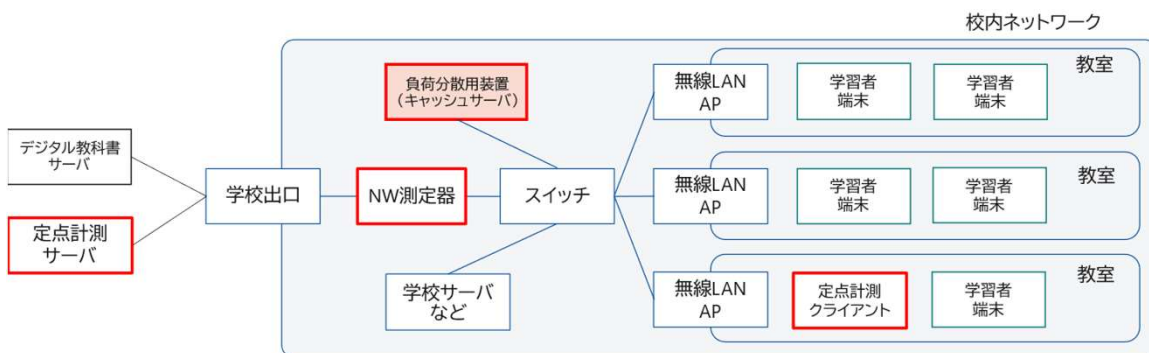 校内ネットワーク
負荷分散用装置
（キャッシュサーバ）
無線LAN
AP
学習者
端末
学習者
端末
教室
デジタル教科書
サーバ
学校出口
NW測定器
スイッチ
無線LAN
AP
学習者
端末
学習者
端末
教室
定点計測
サーバ
学校サーバ
など
無線LAN
AP
定点計測
クライアント
学習者
端末
教室